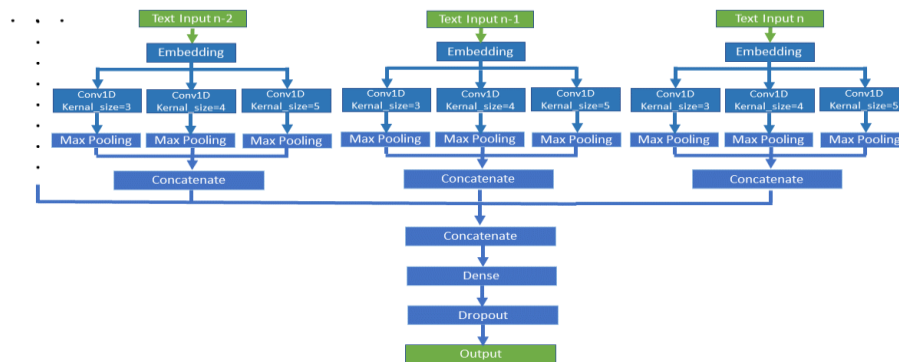 Text Input n-2
Text Input n-1
Text Input n
Embedding
Embedding
Embedding
Conv1D
Kernal_size=3
Conv1D
Kernal_size=4
Conv1D
Kernal_size=5
Conv1D
Kernal_size=3
Conv1D
Kernal_size=4
Conv1D
Kernal_size=5
Conv1D
Kernal_size=3
Conv1D
Kernal_size=4
Conv1D
Kernal_size=5
Max Pooling
Max Pooling
Max Pooling
Max Pooling
Max Pooling
Max Pooling
Max Pooling
Max Pooling
Max Pooling
Concatenate
Concatenate
Concatenate
Concatenate
Dense
Dropout
Output